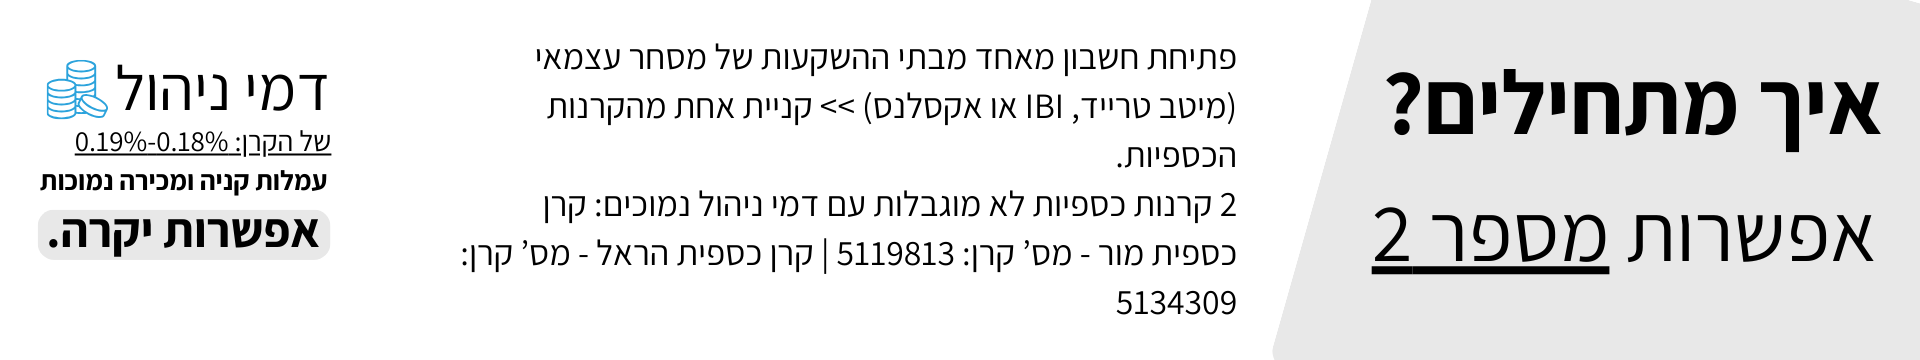 איך מתחילים?
אפשרות מספר 2
פתיחת חשבון מאחד מבתי ההשקעות של מסחר עצמאי
(מיטב טרייד, IBI או אקסלנס) >> קניית אחת מהקרנות
הכספיות.
2 קרנות כספיות לא מוגבלות עם דמי ניהול נמוכים: קרן
כספית מור - מס׳ קרן: 5119813 | קרן כספית הראל - מס׳ קרן:
5134309
דמי ניהול
של הקרן: 0.18%-0.19%
עמלות קניה ומכירה נמוכות
אפשרות יקרה.